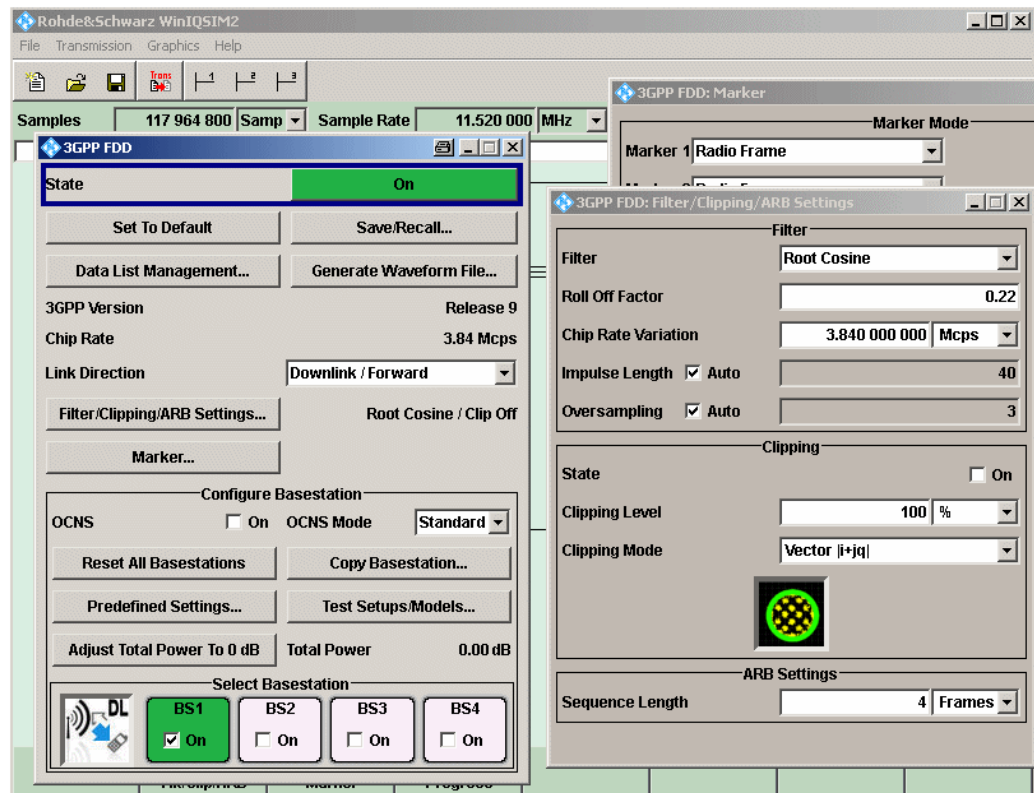 Rohde&Schwarz WinIQSIM2
File Transmission Graphics Help
Trans 1 2 3
Samples 117 964 800 Samp Sample Rate 11.520 000 MHz
3GPP FDD: Marker
Marker Mode
Marker 1 Radio Frame
3GPP FDD
State On
Set To Default Save/Recall...
Data List Management... Generate Waveform File...
3GPP Version Release 9
Chip Rate 3.84 Mcps
Link Direction Downlink / Forward
Filter/Clipping/ARB Settings... Root Cosine / Clip Off
Marker...
Configure Basestation
OCNS On OCNS Mode Standard
Reset All Basestations Copy Basestation...
Predefined Settings... Test Setups/Models...
Adjust Total Power To 0 dB Total Power 0.00 dB
Select Basestation
DL BS1 BS2 BS3 BS4
On On On On
3GPP FDD: Filter/Clipping/ARB Settings
Filter
Filter Root Cosine
Roll Off Factor 0.22
Chip Rate Variation 3.840 000 000 Mcps
Impulse Length Auto 40
Oversampling Auto 3
Clipping
State On
Clipping Level 100 %
Clipping Mode Vector |i+jq|
ARB Settings
Sequence Length 4 Frames